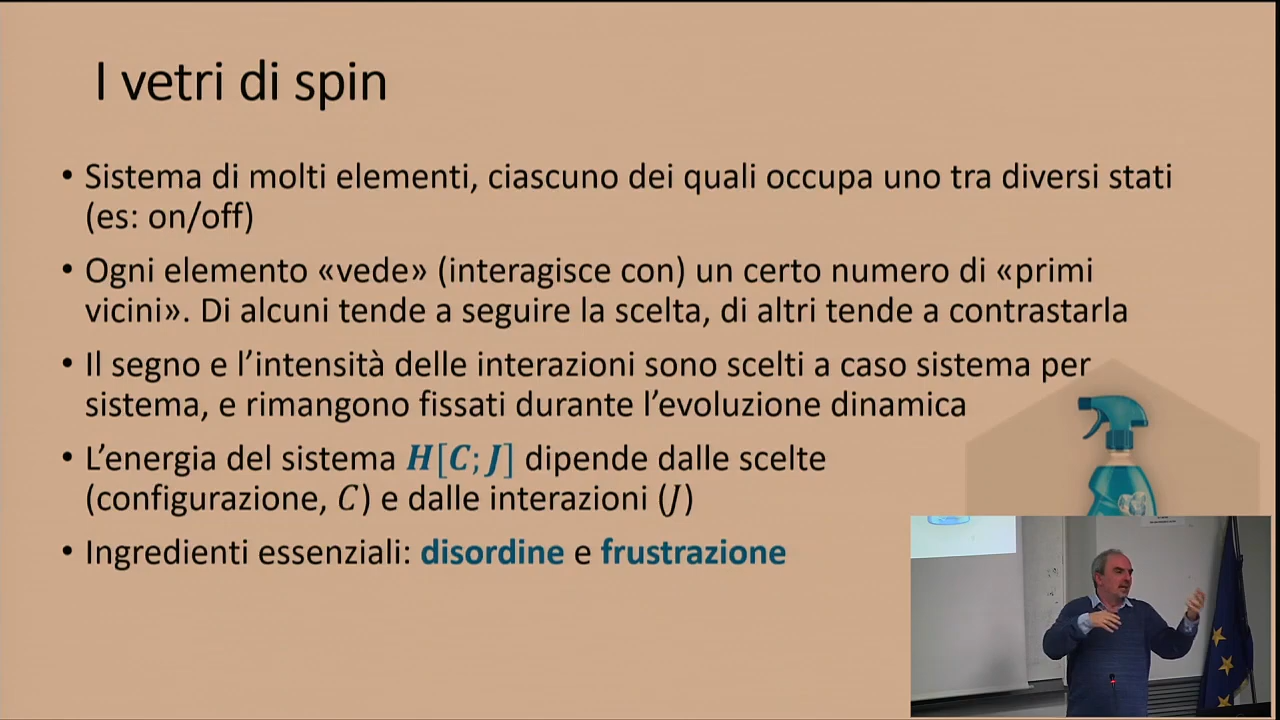 I vetri di spin
• Sistema di molti elementi, ciascuno dei quali occupa uno tra diversi stati
(es: on/off)
• Ogni elemento «vede» (interagisce con) un certo numero di «primi
vicini». Di alcuni tende a seguire la scelta, di altri tende a contrastarla
• Il segno e l’intensità delle interazioni sono scelti a caso sistema per
sistema, e rimangono fissati durante l’evoluzione dinamica
• L’energia del sistema H[C;J] dipende dalle scelte
(configurazione, C) e dalle interazioni (J)
• Ingredienti essenziali: disordine e frustrazione